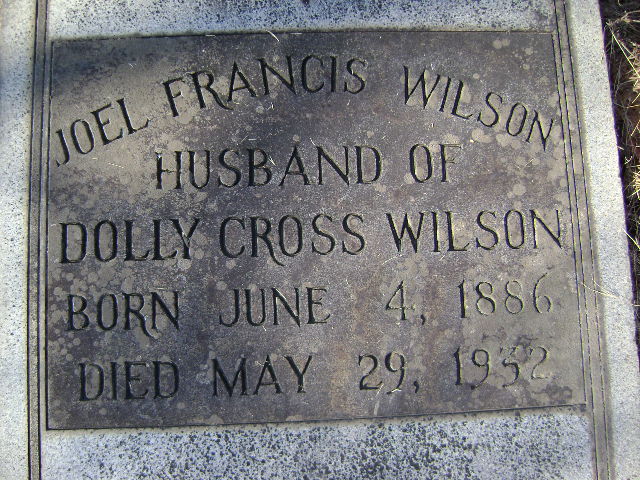 JOEL FRANCIS WILSON
HUSBAND OF
DOLLY CROSS WILSON
BORN JUNE 4, 1886
DIED MAY 29, 1932